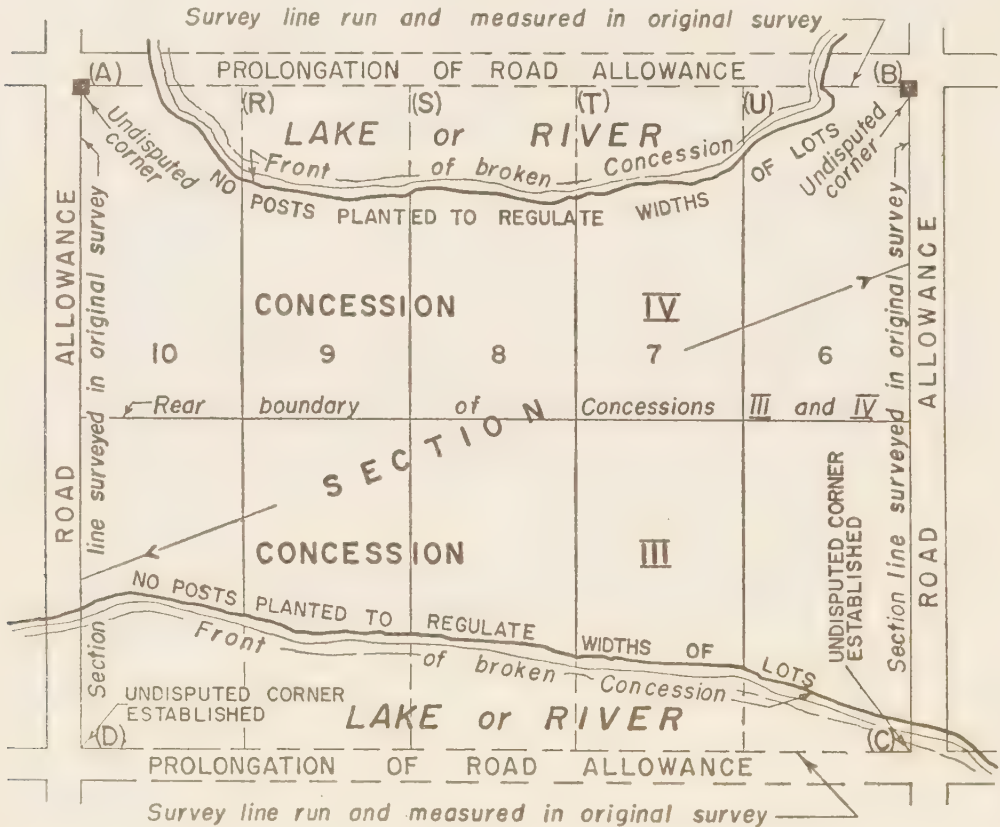 Survey line run and measured in original survey
(A) PROLONGATION OF ROAD ALLOWANCE (B)
(R) (S) (T) (U)
Undisputed corner
Undisputed corner
LAKE or RIVER
Front of broken Concession
NO POSTS PLANTED TO REGULATE WIDTHS OF LOTS
ROAD ALLOWANCE
Section line surveyed in original survey
Section line surveyed in original survey
ROAD ALLOWANCE
CONCESSION IV
10 9 8 7 6
Rear boundary of Concessions III and IV
SECTION
CONCESSION III
NO POSTS PLANTED TO REGULATE WIDTHS OF LOTS
Front of broken Concession
UNDISPUTED CORNER
ESTABLISHED
UNDISPUTED CORNER
ESTABLISHED
LAKE or RIVER
(D) (C)
PROLONGATION OF ROAD ALLOWANCE
Survey line run and measured in original survey